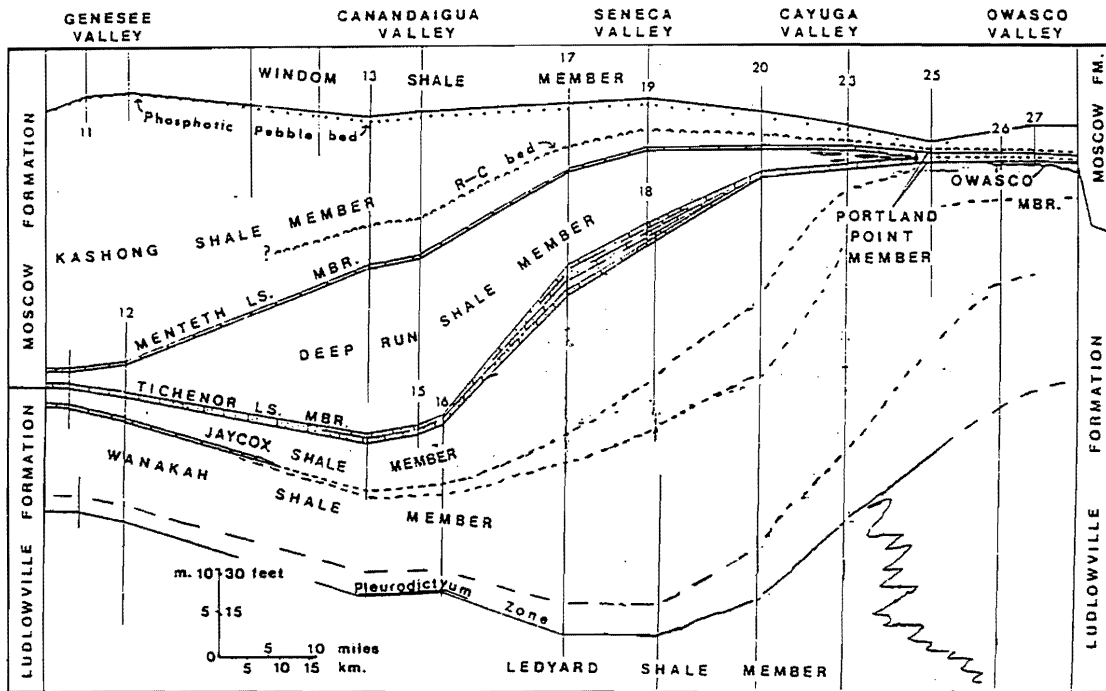 GENESEE VALLEY
CANANDAIGUA VALLEY
SENECA VALLEY
CAYUGA VALLEY
OWASCO VALLEY
WINDOM SHALE MEMBER
11
13
17
19
20
23
25
26
27
Phosphatic Pebble bed
R-C bed
KASHONG SHALE MEMBER
?
MENTETH LS. MBR.
12
DEEP RUN SHALE MEMBER
18
OWASCO MBR.
PORTLAND POINT MEMBER
15
16
TICHENOR LS. MBR.
JAYCOX SHALE MEMBER
WANAKAH SHALE MEMBER
Pleurodictyum Zone
m. 10 30 feet
5 15
0
5 10 miles
5 10 15 km.
LEDYARD SHALE MEMBER
MOSCOW FORMATION
LUDLOWVILLE FORMATION
MOSCOW FM.
LUDLOWVILLE FORMATION